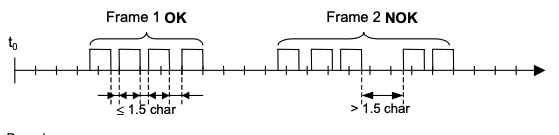 Frame 1 OK Frame 2 NOK
t0
≤ 1.5 char > 1.5 char